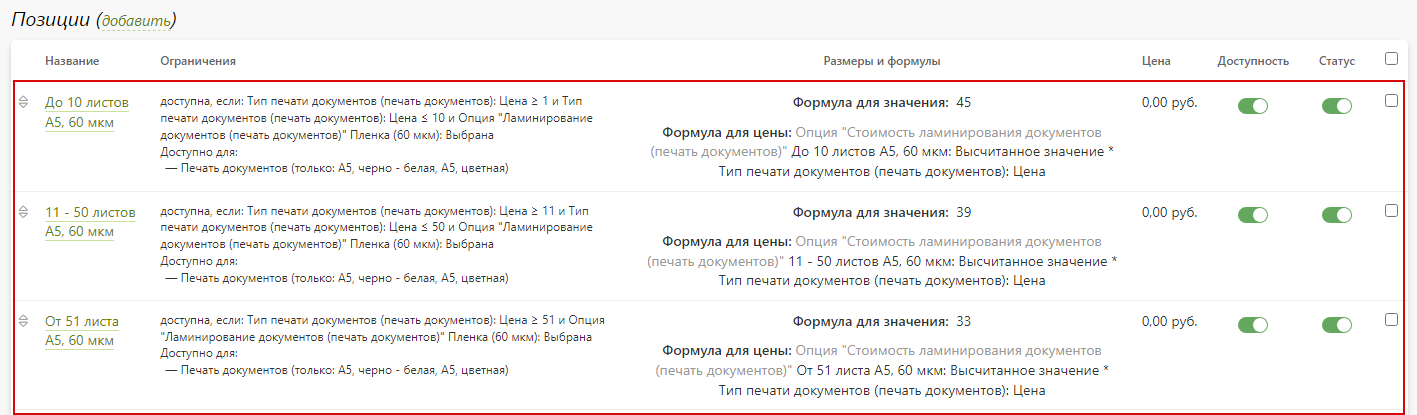 Позиции (добавить)
Название Ограничения Размеры и формулы Цена Доступность Статус
До 10 листов
А5, 60 мкм
доступна, если: Тип печати документов (печать документов): Цена ≥ 1 и Тип
печати документов (печать документов): Цена ≤ 10 и Опция "Ламинирование
документов (печать документов)" Пленка (60 мкм): Выбрана
Доступно для:
— Печать документов (только: А5, черно - белая, А5, цветная)
Формула для значения: 45
Формула для цены: Опция "Стоимость ламинирования документов
(печать документов)" До 10 листов А5, 60 мкм: Высчитанное значение *
Тип печати документов (печать документов): Цена
0,00 руб.
11 - 50 листов
А5, 60 мкм
доступна, если: Тип печати документов (печать документов): Цена ≥ 11 и Тип
печати документов (печать документов): Цена ≤ 50 и Опция "Ламинирование
документов (печать документов)" Пленка (60 мкм): Выбрана
Доступно для:
— Печать документов (только: А5, черно - белая, А5, цветная)
Формула для значения: 39
Формула для цены: Опция "Стоимость ламинирования документов
(печать документов)" 11 - 50 листов А5, 60 мкм: Высчитанное значение *
Тип печати документов (печать документов): Цена
0,00 руб.
От 51 листа
А5, 60 мкм
доступна, если: Тип печати документов (печать документов): Цена ≥ 51 и Опция
"Ламинирование документов (печать документов)" Пленка (60 мкм): Выбрана
Доступно для:
— Печать документов (только: А5, черно - белая, А5, цветная)
Формула для значения: 33
Формула для цены: Опция "Стоимость ламинирования документов
(печать документов)" От 51 листа А5, 60 мкм: Высчитанное значение *
Тип печати документов (печать документов): Цена
0,00 руб.